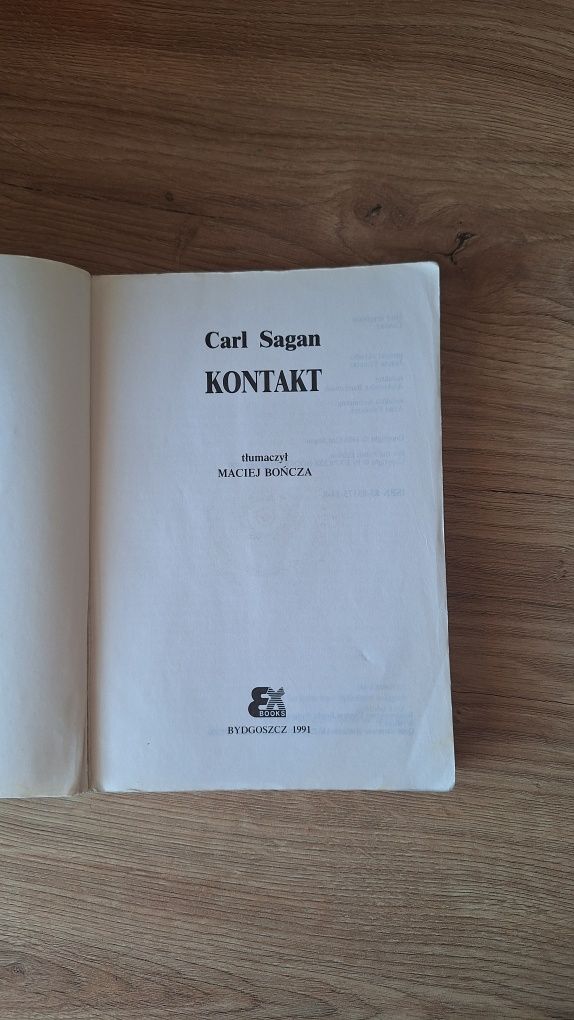 Carl Sagan
KONTAKT
tłumaczył
MACIEJ BOŃCZA
EX
BOOKS
BYDGOSZCZ 1991